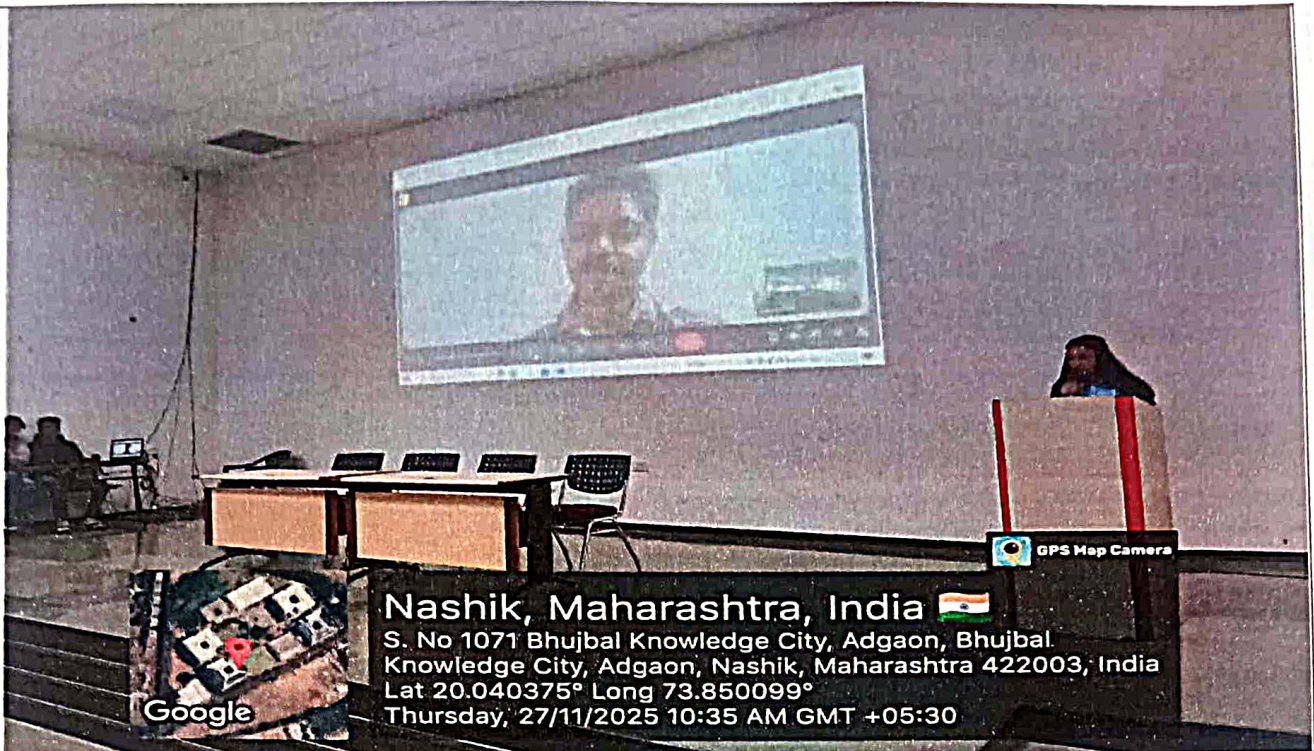 GPS Map Camera
Nashik, Maharashtra, India
S. No 1071 Bhujbal Knowledge City, Adgaon, Bhujbal
Knowledge City, Adgaon, Nashik, Maharashtra 422003, India
Lat 20.040375° Long 73.850099°
Thursday, 27/11/2025 10:35 AM GMT +05:30
Google